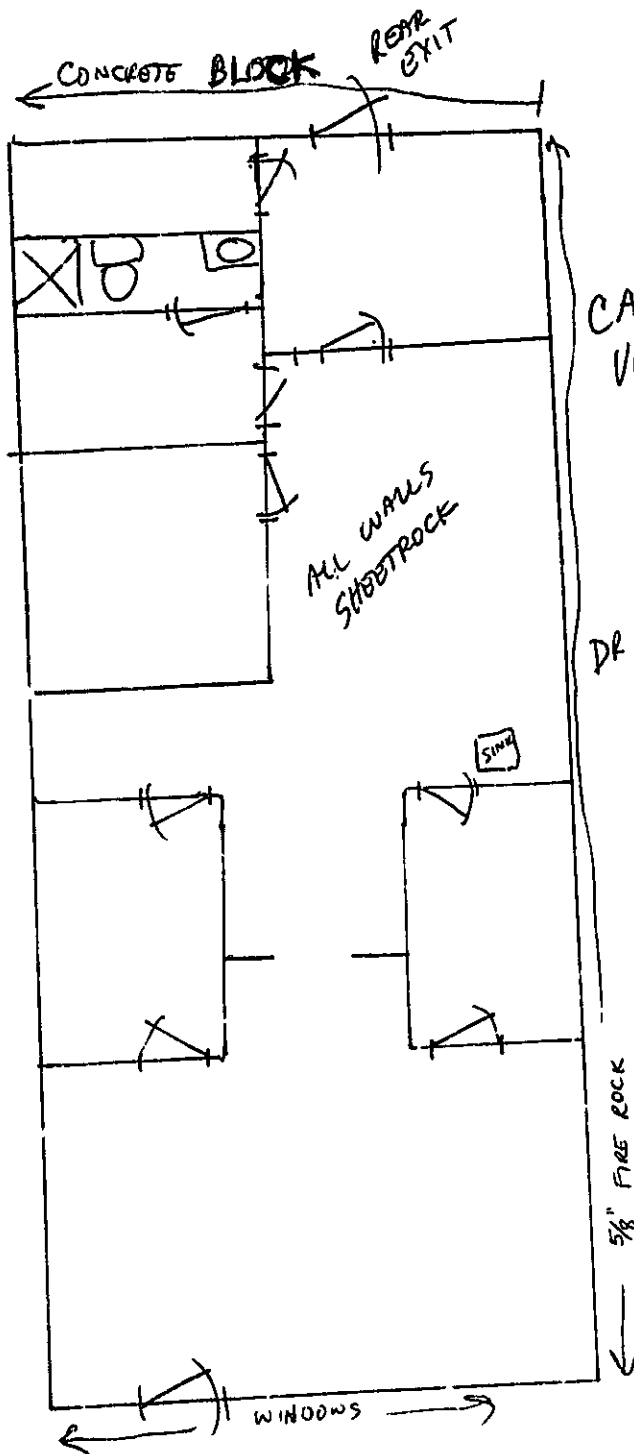 CONCRETE BLOCK
REAR
EXIT
CA
ALL WALLS
SHEETROCK
DR
SINK
5/8" FIRE ROCK
WINDOWS